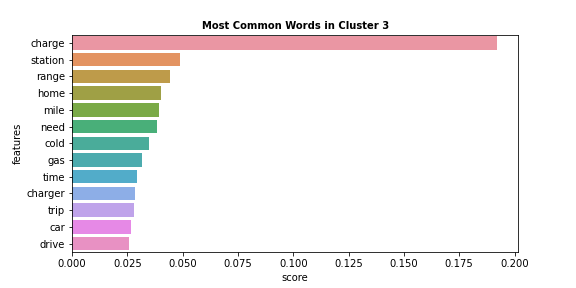 Most Common Words in Cluster 3
charge
station
range
home
mile
need
cold
gas
time
charger
trip
car
drive
features
0.000 0.025 0.050 0.075 0.100 0.125 0.150 0.175 0.200
score